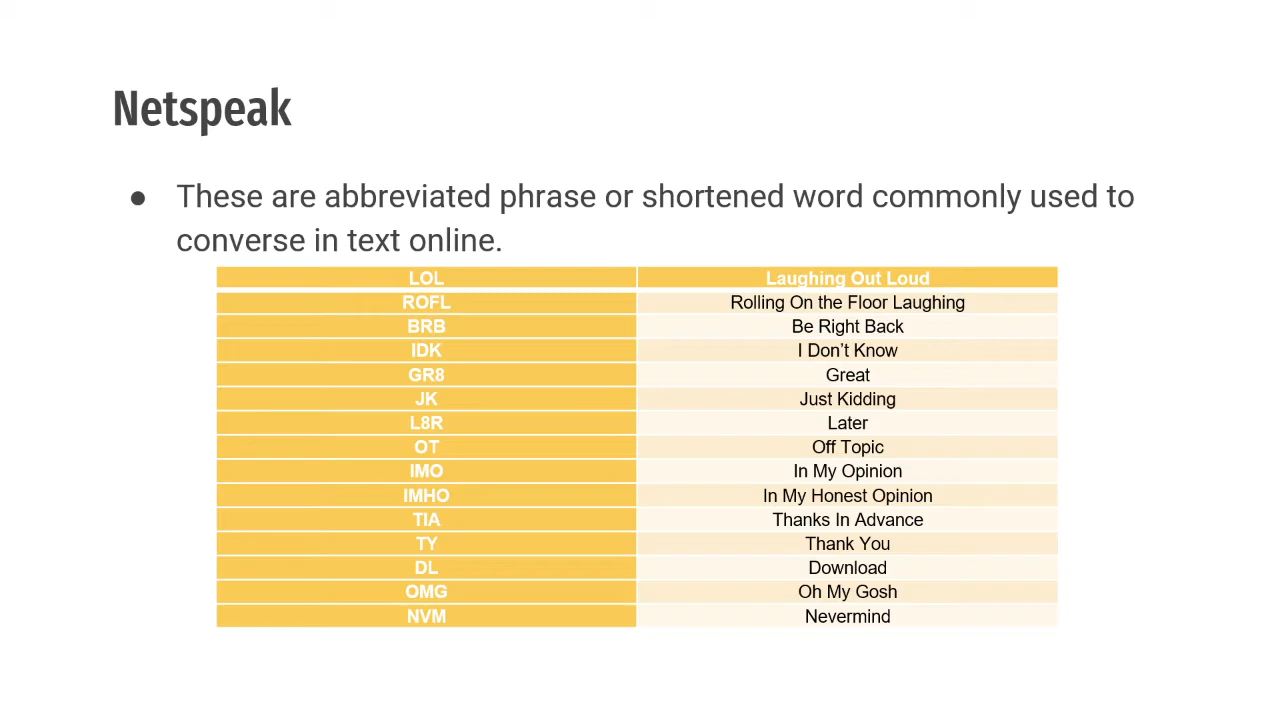 Netspeak
● These are abbreviated phrase or shortened word commonly used to
converse in text online.
LOL Laughing Out Loud
ROFL Rolling On the Floor Laughing
BRB Be Right Back
IDK I Don’t Know
GR8 Great
JK Just Kidding
L8R Later
OT Off Topic
IMO In My Opinion
IMHO In My Honest Opinion
TIA Thanks In Advance
TY Thank You
DL Download
OMG Oh My Gosh
NVM Nevermind